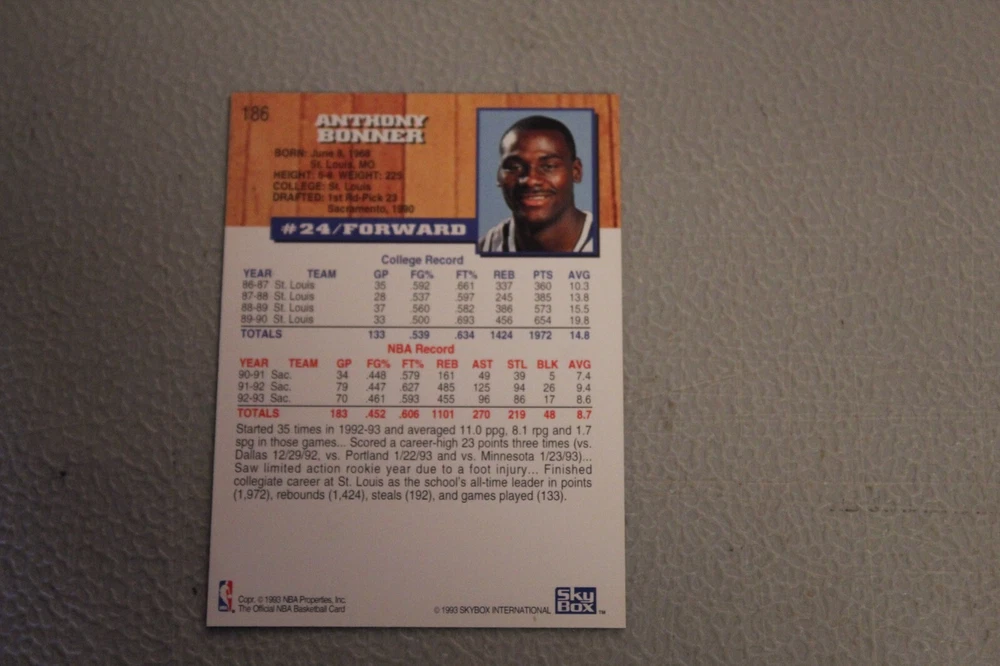 186
ANTHONY
BONNER
BORN: June 8, 1968
St. Louis, MO
HEIGHT: 6-8 WEIGHT: 225
COLLEGE: St. Louis
DRAFTED: 1st Rd-Pick 23
Sacramento, 1990
#24/FORWARD
College Record
YEAR TEAM GP FG% FT% REB PTS AVG
86-87 St. Louis 35 .592 .661 337 360 10.3
87-88 St. Louis 28 .537 .597 245 385 13.8
88-89 St. Louis 37 .560 .582 386 573 15.5
89-90 St. Louis 33 .500 .693 456 654 19.8
TOTALS 133 .539 .634 1424 1972 14.8
NBA Record
YEAR TEAM GP FG% FT% REB AST STL BLK AVG
90-91 Sac. 34 .448 .579 161 49 39 5 7.4
91-92 Sac. 79 .447 .627 485 125 94 26 9.4
92-93 Sac. 70 .461 .593 455 96 86 17 8.6
TOTALS 183 .452 .606 1101 270 219 48 8.7
Started 35 times in 1992-93 and averaged 11.0 ppg, 8.1 rpg and 1.7
spg in those games... Scored a career-high 23 points three times (vs.
Dallas 12/29/92, vs. Portland 1/22/93 and vs. Minnesota 1/23/93)...
Saw limited action rookie year due to a foot injury... Finished
collegiate career at St. Louis as the school's all-time leader in points
(1,972), rebounds (1,424), steals (192), and games played (133).
NBA
Copr. © 1993 NBA Properties, Inc.
The Official NBA Basketball Card
© 1993 SKYBOX INTERNATIONAL
Sky
Box TM